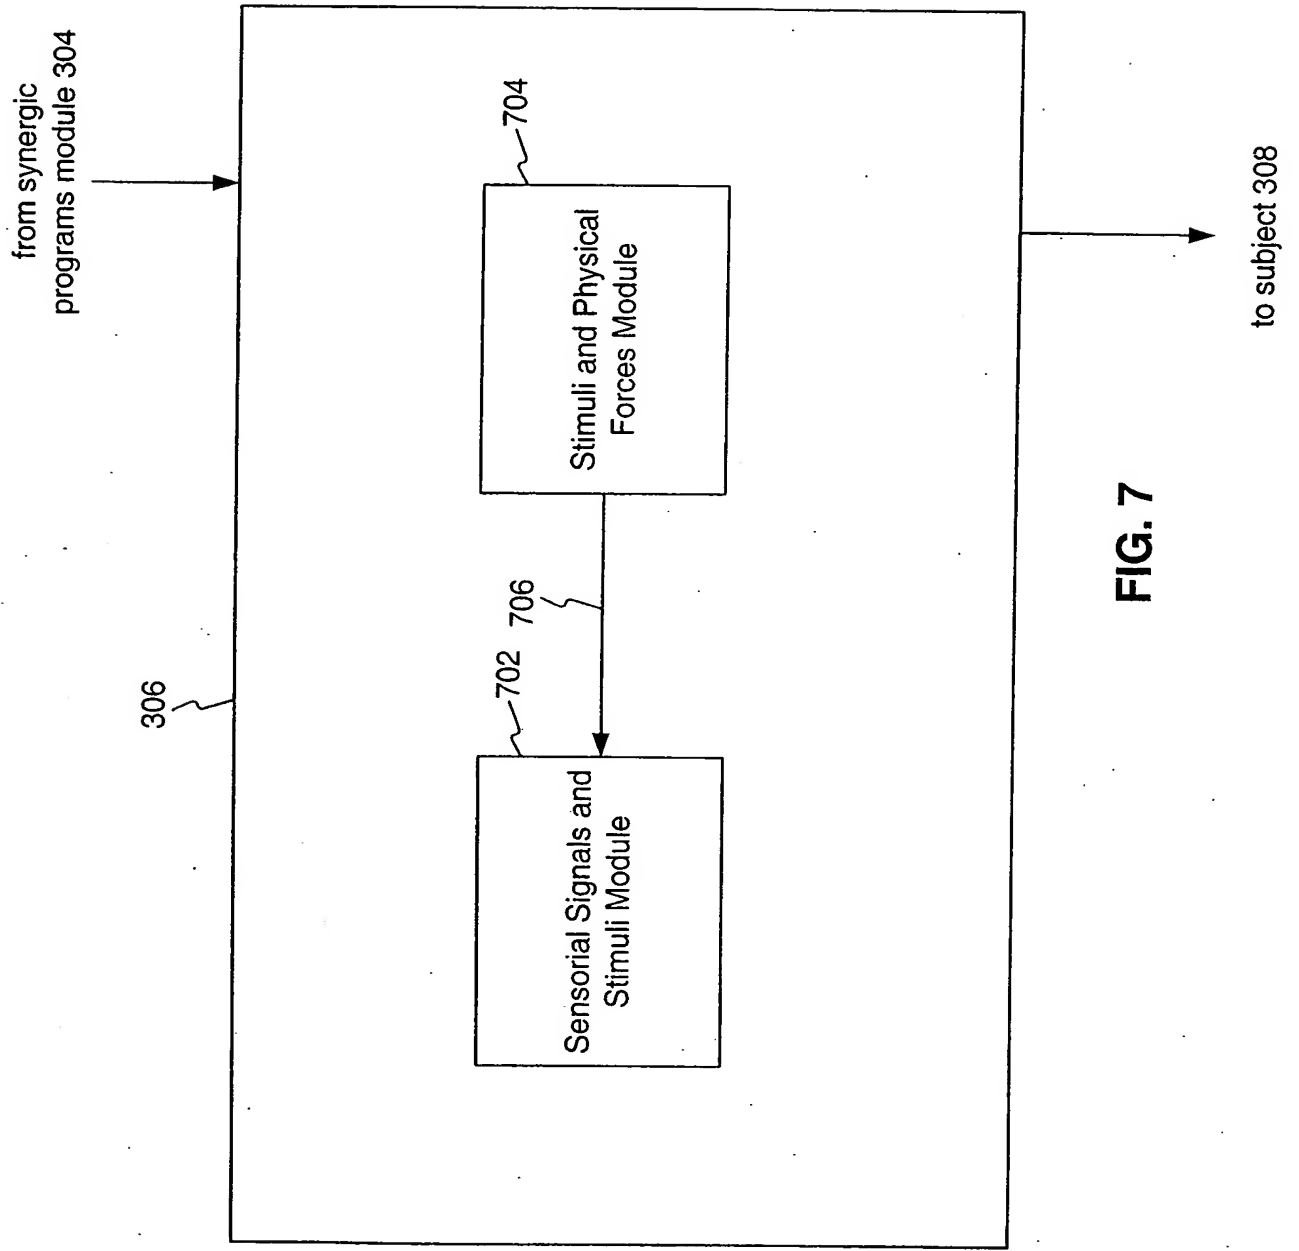 from synergic
programs module 304
306
704
Stimuli and Physical
Forces Module
706
702
Sensorial Signals and
Stimuli Module
to subject 308
FIG. 7